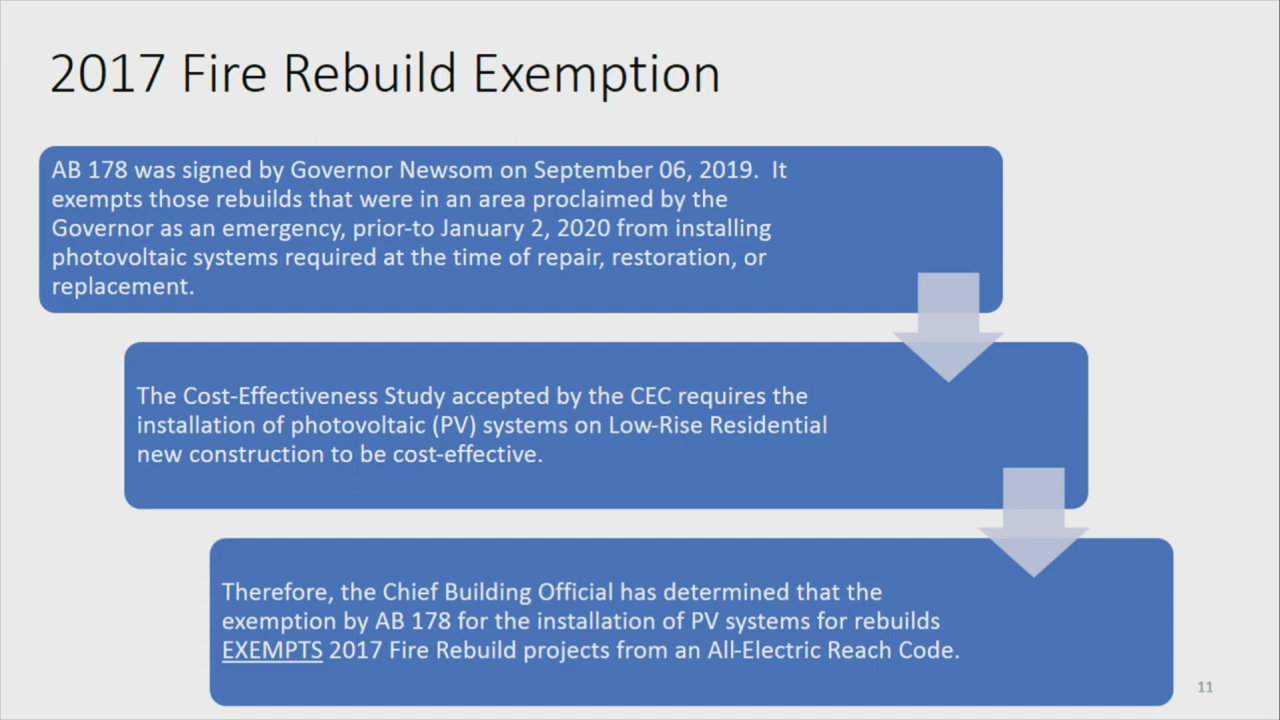 2017 Fire Rebuild Exemption
AB 178 was signed by Governor Newsom on September 06, 2019.  It
exempts those rebuilds that were in an area proclaimed by the
Governor as an emergency, prior-to January 2, 2020 from installing
photovoltaic systems required at the time of repair, restoration, or
replacement.
The Cost-Effectiveness Study accepted by the CEC requires the
installation of photovoltaic (PV) systems on Low-Rise Residential
new construction to be cost-effective.
Therefore, the Chief Building Official has determined that the
exemption by AB 178 for the installation of PV systems for rebuilds
EXEMPTS 2017 Fire Rebuild projects from an All-Electric Reach Code.
11